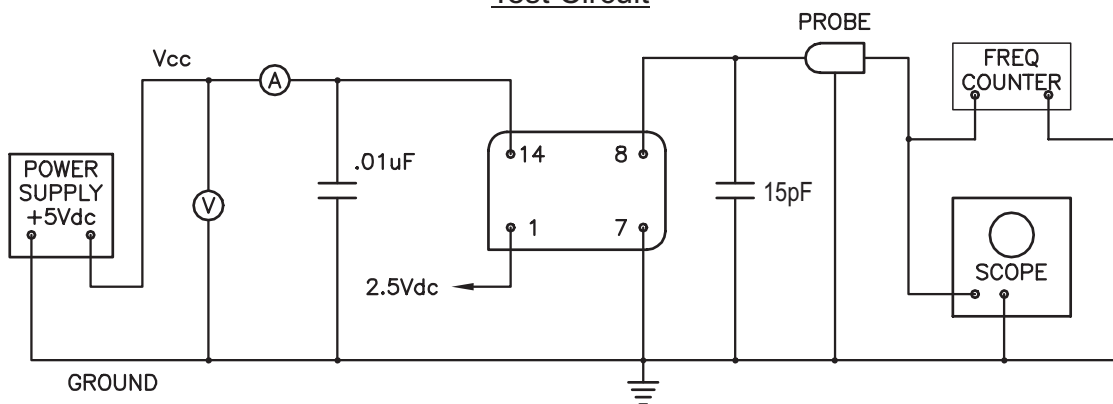 Test Circuit
PROBE
Vcc
A
FREQ
COUNTER
POWER
SUPPLY
+5Vdc
.01uF
14
8
V
1
7
15pF
2.5Vdc
SCOPE
GROUND